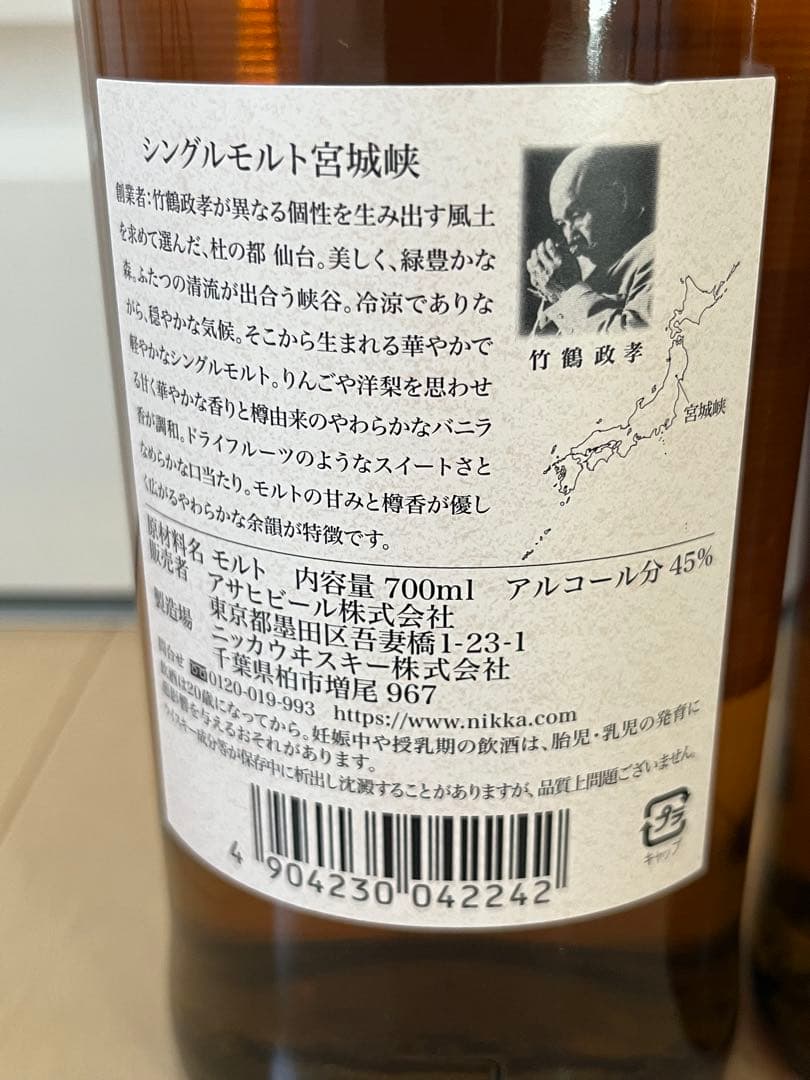 シングルモルト宮城峡
創業者:竹鶴政孝が異なる個性を生み出す風土
を求めて選んだ、杜の都 仙台。美しく、緑豊かな
森。ふたつの清流が出合う峡谷。冷涼でありな
がら、穏やかな気候。そこから生まれる華やかで
軽やかなシングルモルト。りんごや洋梨を思わせ
る甘く華やかな香りと樽由来のやわらかなバニラ
香が調和。ドライフルーツのようなスイートさと
なめらかな口当たり。モルトの甘みと樽香が優し
く広がるやわらかな余韻が特徴です。
竹鶴政孝
宮城峡
原材料名 モルト 内容量 700ml アルコール分 45%
販売者 アサヒビール株式会社
東京都墨田区吾妻橋1-23-1
製造場 ニッカウヰスキー株式会社
千葉県柏市増尾 967
問合せ 0120-019-993 https://www.nikka.com
飲酒は20歳になってから。妊娠中や授乳期の飲酒は、胎児・乳児の発育に
悪影響を与えるおそれがあります。
ウイスキー成分等が保存中に析出し沈澱することがありますが、品質上問題ございません。
4 904230 042242
プラ
キャップ